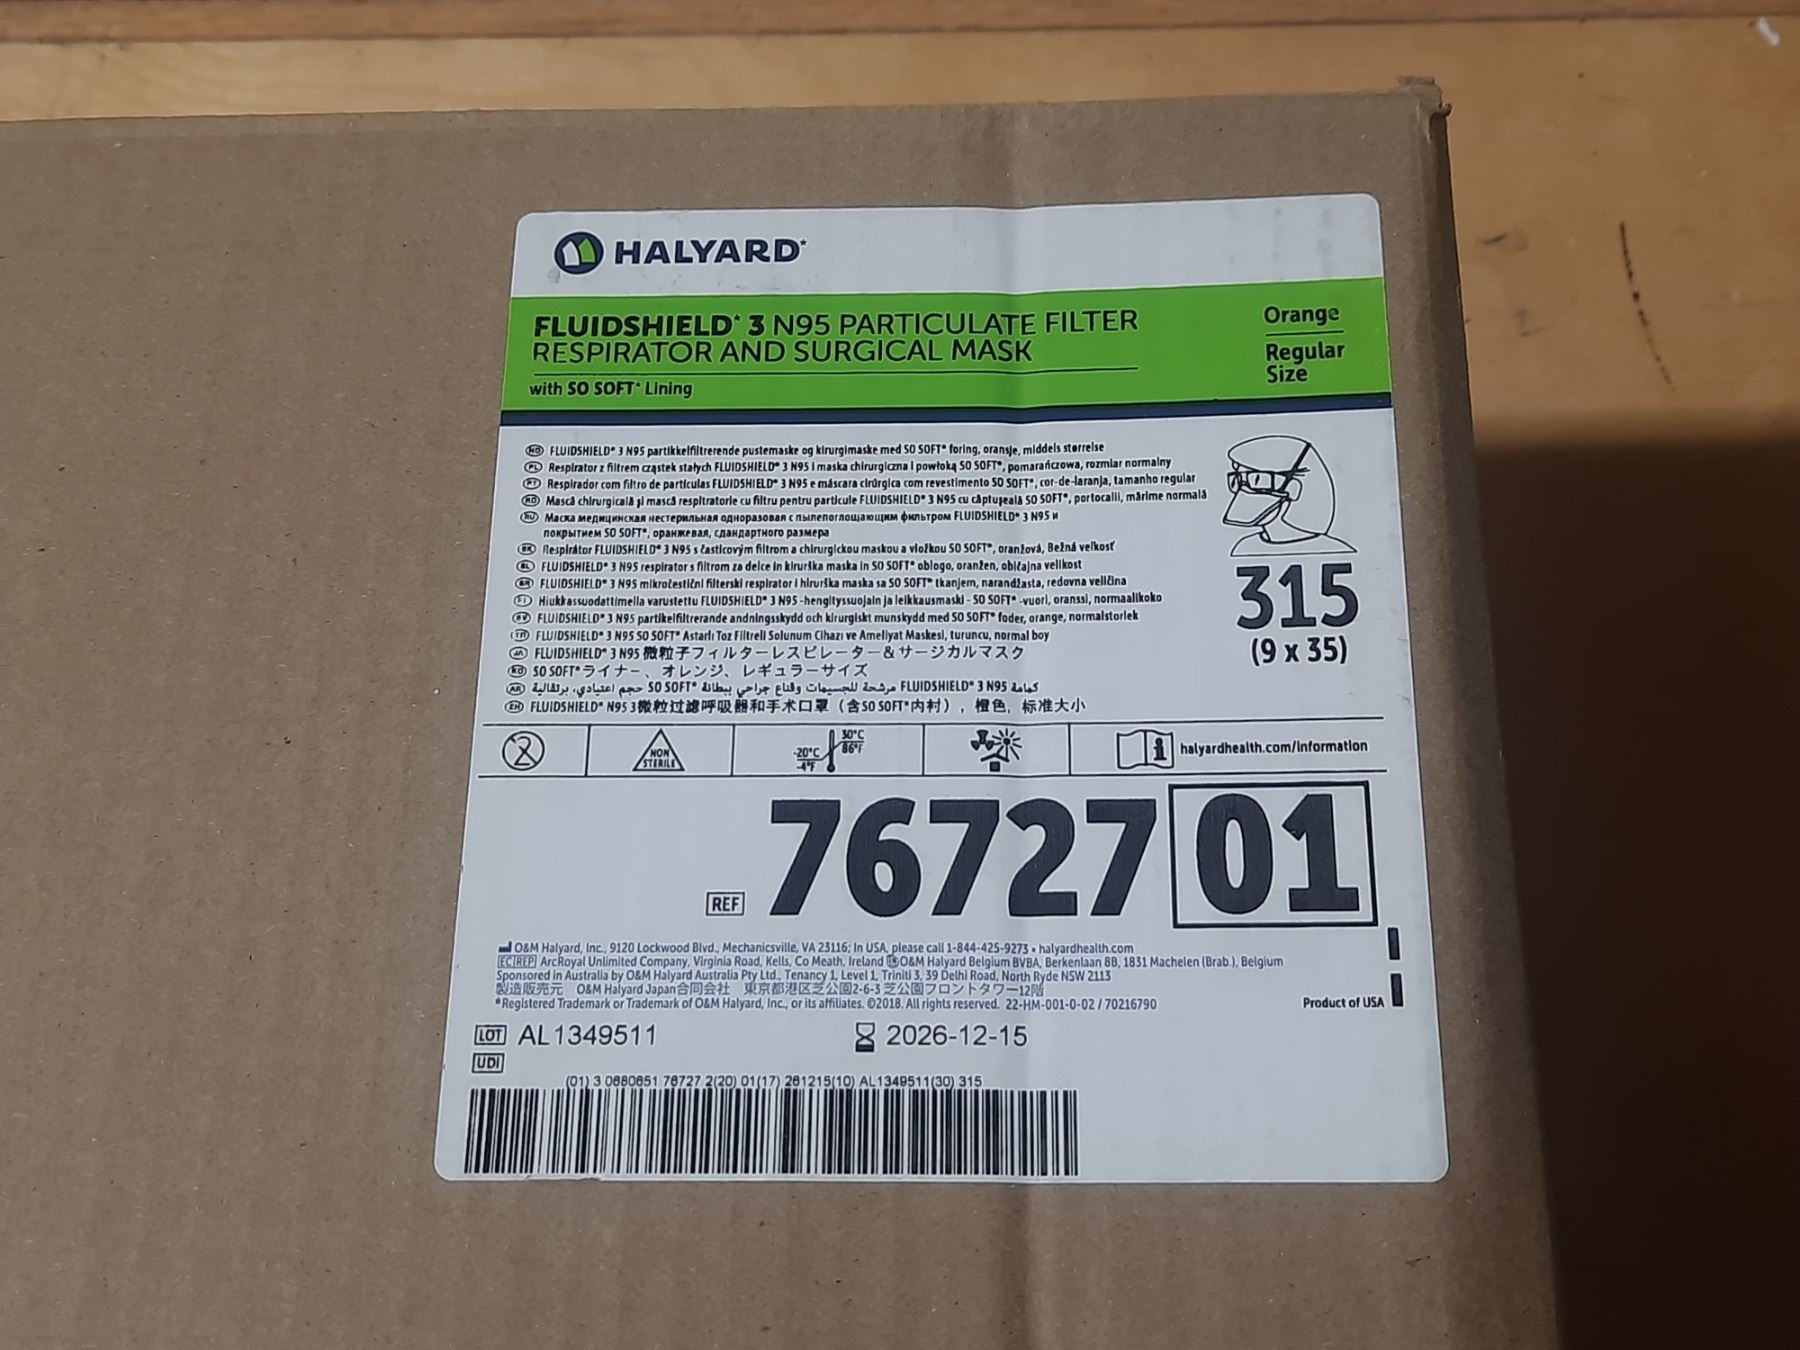 HALYARD*
FLUIDSHIELD* 3 N95 PARTICULATE FILTER
RESPIRATOR AND SURGICAL MASK
with SO SOFT* Lining
Orange
Regular
Size
NO FLUIDSHIELD* 3 N95 partikkelfiltrerende pustemaske og kirurgimaske med SO SOFT* foring, oransje, middels størrelse
PL Respirator z filtrem cząstek stałych FLUIDSHIELD* 3 N95 i maska chirurgiczna i powłoką SO SOFT*, pomarańczowa, rozmiar normalny
PT Respirador com filtro de partículas FLUIDSHIELD* 3 N95 e máscara cirúrgica com revestimento SO SOFT*, cor-de-laranja, tamanho regular
RO Mască chirurgicală și mască respiratorie cu filtru pentru particule FLUIDSHIELD* 3 N95 cu căptușeală SO SOFT*, portocalii, mărime normală
RU Маска медицинская нестерильная одноразовая с пылепоглощающим фильтром FLUIDSHIELD* 3 N95 и
покрытием SO SOFT*, оранжевая, сдандартного размера
SK Respirátor FLUIDSHIELD* 3 N95 s časticovým filtrom a chirurgickou maskou a vložkou SO SOFT*, oranžová, Bežná veľkosť
SL FLUIDSHIELD* 3 N95 respirator s filtrom za delce in kirurška maska in SO SOFT* oblogo, oranžen, običajna velikost
SR FLUIDSHIELD* 3 N95 mikročestični filterski respirator i hirurška maska sa SO SOFT* tkanjem, narandžasta, redovna veličina
FI Hiukkassuodattimella varustettu FLUIDSHIELD* 3 N95 -hengityssuojain ja leikkausmaski - SO SOFT* -vuori, oranssi, normaalikoko
SV FLUIDSHIELD* 3 N95 partikelfiltrerande andningsskydd och kirurgiskt munskydd med SO SOFT* foder, orange, normalstorlek
TR FLUIDSHIELD* 3 N95 SO SOFT* Astarlı Toz Filtreli Solunum Cihazı ve Ameliyat Maskesi, turuncu, normal boy
JA FLUIDSHIELD* 3 N95 微粒子フィルターレスピレーター＆サージカルマスク
KO SO SOFT*ライナー、オレンジ、レギュラーサイズ
AR كمامة FLUIDSHIELD* 3 N95 مرشحة للجسيمات وقناع جراحي ببطانة SO SOFT* حجم اعتيادي، برتقالية
ZH FLUIDSHIELD* N95 3微粒过滤呼吸器和手术口罩（含SO SOFT*内衬），橙色，标准大小
315
(9 x 35)
2
NON
STERILE
-20°C
-4°F
30°C
86°F
halyardhealth.com/information
REF 76727 01
O&M Halyard, Inc., 9120 Lockwood Blvd., Mechanicsville, VA 23116; In USA, please call 1-844-425-9273 • halyardhealth.com
EC REP ArcRoyal Unlimited Company, Virginia Road, Kells, Co Meath, Ireland O&M Halyard Belgium BVBA, Berkenlaan 8B, 1831 Machelen (Brab.), Belgium
Sponsored in Australia by O&M Halyard Australia Pty Ltd., Tenancy 1, Level 1, Triniti 3, 39 Delhi Road, North Ryde NSW 2113
製造販売元 O&M Halyard Japan合同会社 東京都港区芝公園2-6-3 芝公園フロントタワー12階
*Registered Trademark or Trademark of O&M Halyard, Inc., or its affiliates. ©2018. All rights reserved. 22-HM-001-0-02 / 70216790
Product of USA
LOT AL1349511
2026-12-15
UDI
(01) 3 0680651 76727 2(20) 01(17) 261215(10) AL1349511(30) 315